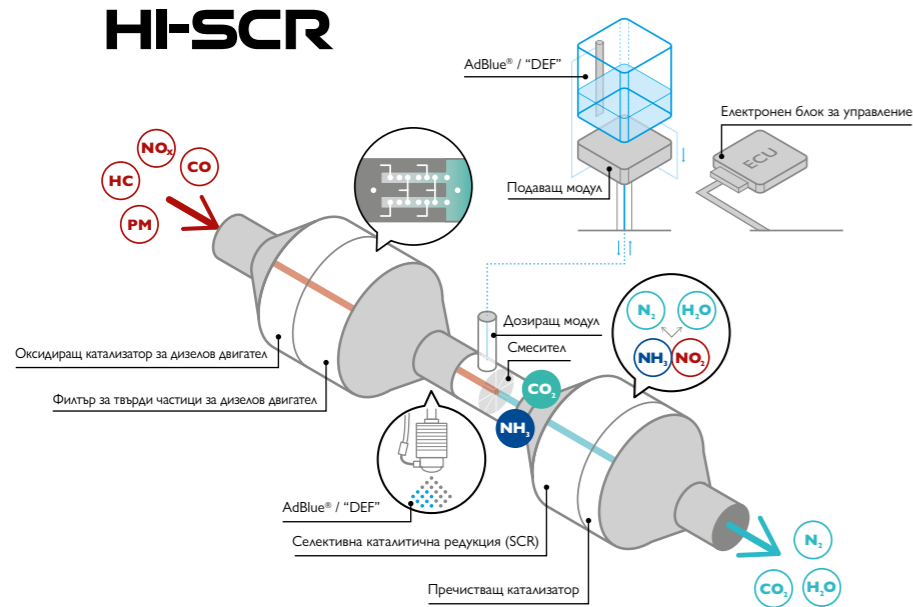 HI-SCR
AdBlue® / “DEF”
Електронен блок за управление
ECU
Подаващ модул
NOx
CO
HC
PM
Дозиращ модул
Смесител
N2
H2O
NH3
NO2
CO2
NH3
Оксидиращ катализатор за дизелов двигател
Филтър за твърди частици за дизелов двигател
AdBlue® / “DEF”
Селективна каталитична редукция (SCR)
Пречистващ катализатор
N2
CO2
H2O